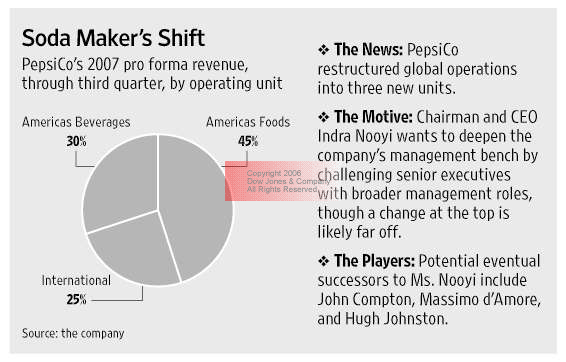 Soda Maker's Shift
PepsiCo's 2007 pro forma revenue,
through third quarter, by operating unit
Americas Beverages
30%
Americas Foods
45%
International
25%
Source: the company
Copyright 2006
Dow Jones & Company
All Rights Reserved
❖ The News: PepsiCo
restructured global operations
into three new units.
❖ The Motive: Chairman and CEO
Indra Nooyi wants to deepen the
company's management bench by
challenging senior executives
with broader management roles,
though a change at the top is
likely far off.
❖ The Players: Potential eventual
successors to Ms. Nooyi include
John Compton, Massimo d'Amore,
and Hugh Johnston.